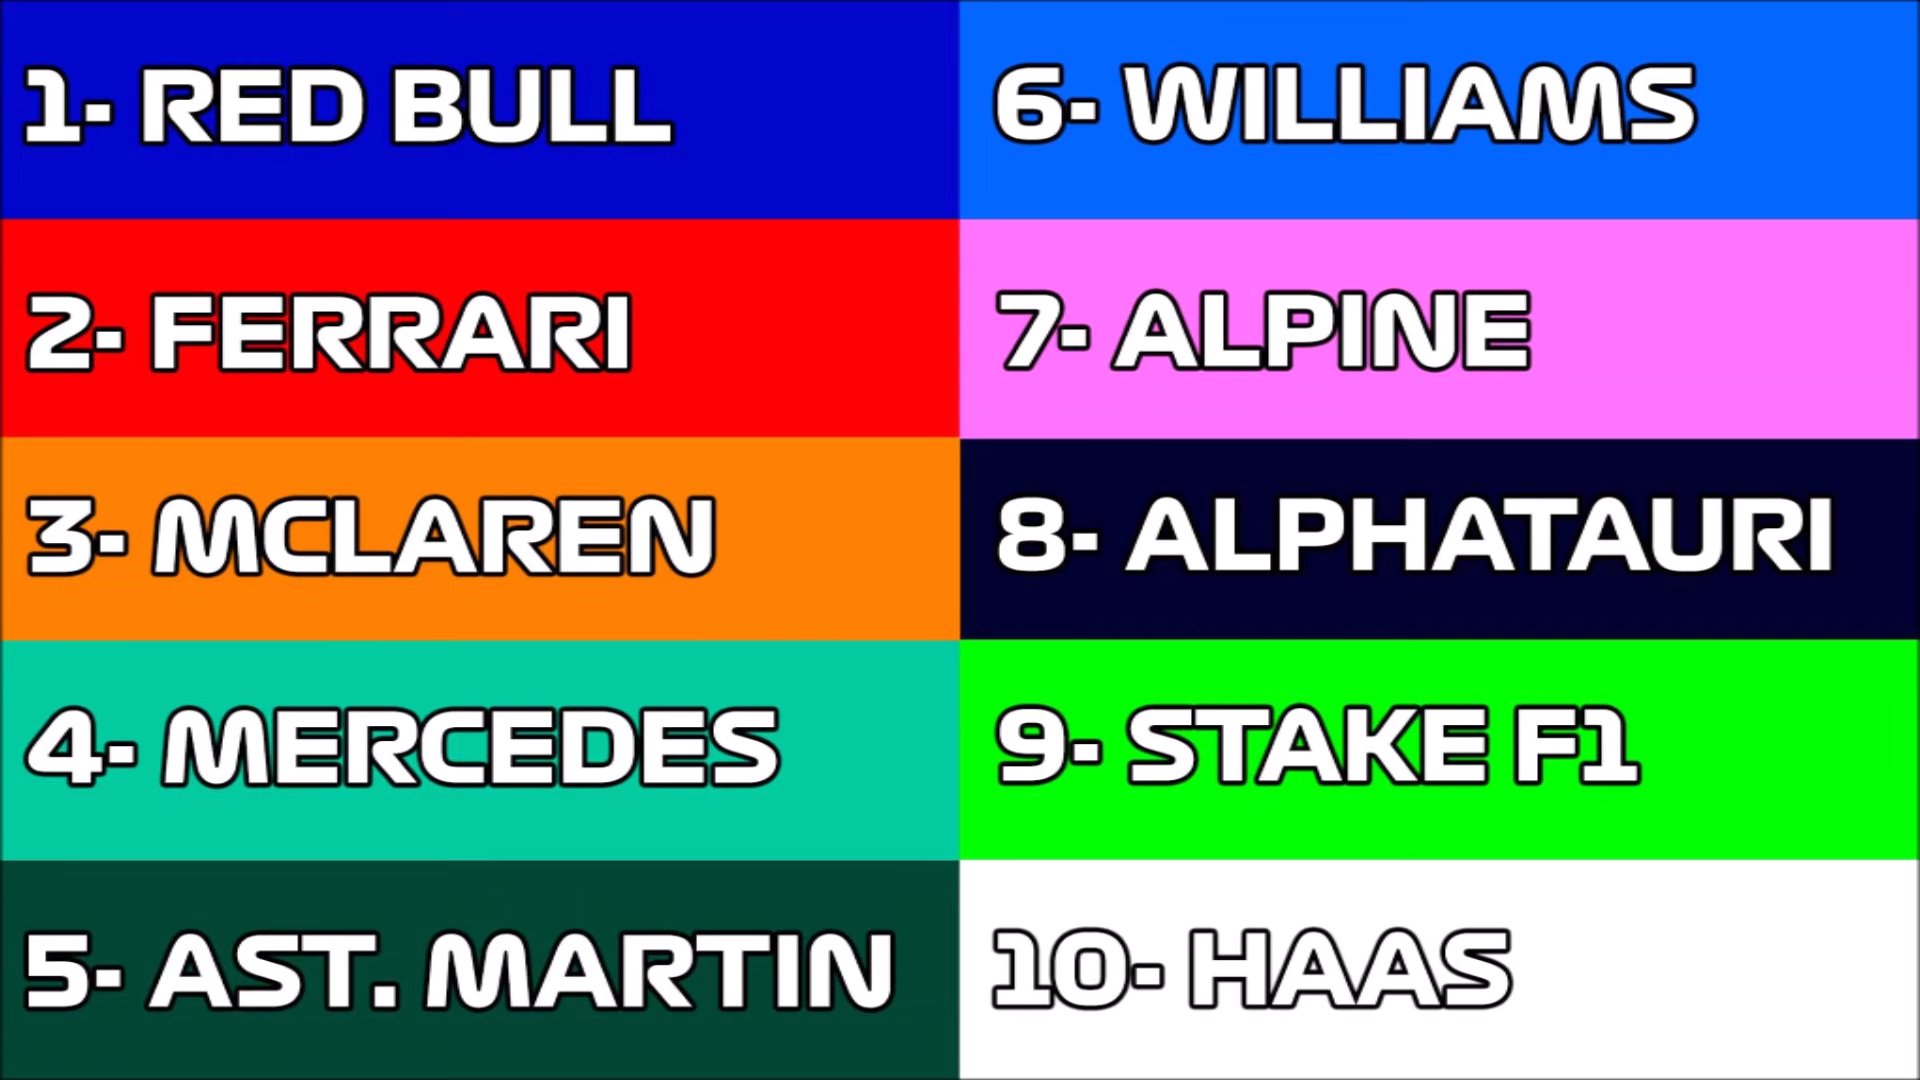 1- RED BULL
2- FERRARI
3- MCLAREN
4- MERCEDES
5- AST. MARTIN
6- WILLIAMS
7- ALPINE
8- ALPHATAURI
9- STAKE F1
10- HAAS